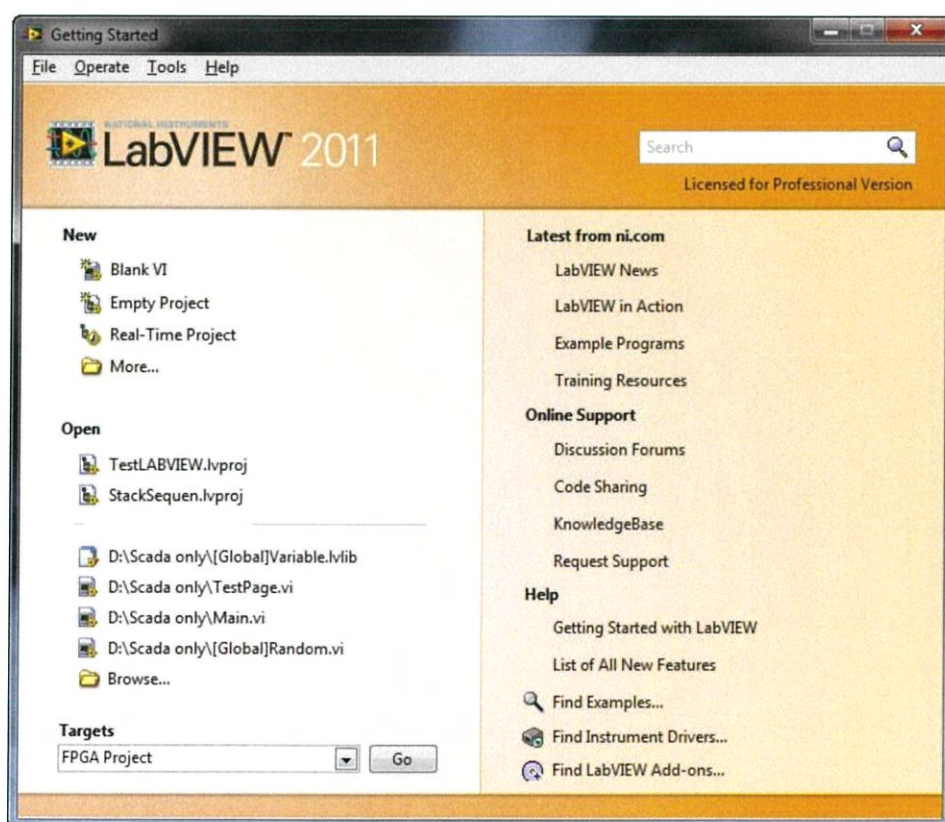 Getting Started
File Operate Tools Help
NATIONAL INSTRUMENTS
LabVIEW™ 2011
Search
Licensed for Professional Version
New
Blank VI
Empty Project
Real-Time Project
More...
Open
TestLABVIEW.lvproj
StackSequen.lvproj
D:\Scada only\[Global]Variable.lvlib
D:\Scada only\TestPage.vi
D:\Scada only\Main.vi
D:\Scada only\[Global]Random.vi
Browse...
Targets
FPGA Project
Go
Latest from ni.com
LabVIEW News
LabVIEW in Action
Example Programs
Training Resources
Online Support
Discussion Forums
Code Sharing
KnowledgeBase
Request Support
Help
Getting Started with LabVIEW
List of All New Features
Find Examples...
Find Instrument Drivers...
Find LabVIEW Add-ons...